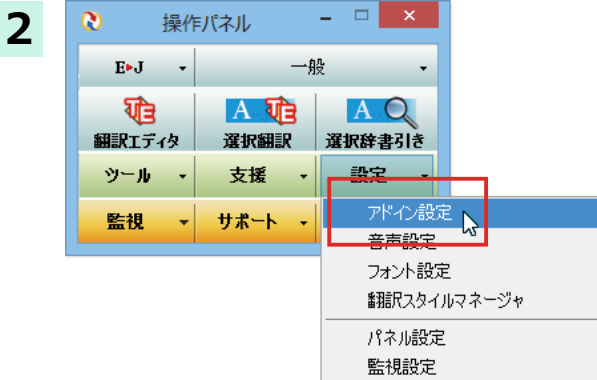 2
操作パネル
E▸J
一般
翻訳エディタ
選択翻訳
選択辞書引き
ツール
支援
設定
監視
サポート
アドイン設定
音声設定
フォント設定
翻訳スタイルマネージャ
パネル設定
監視設定